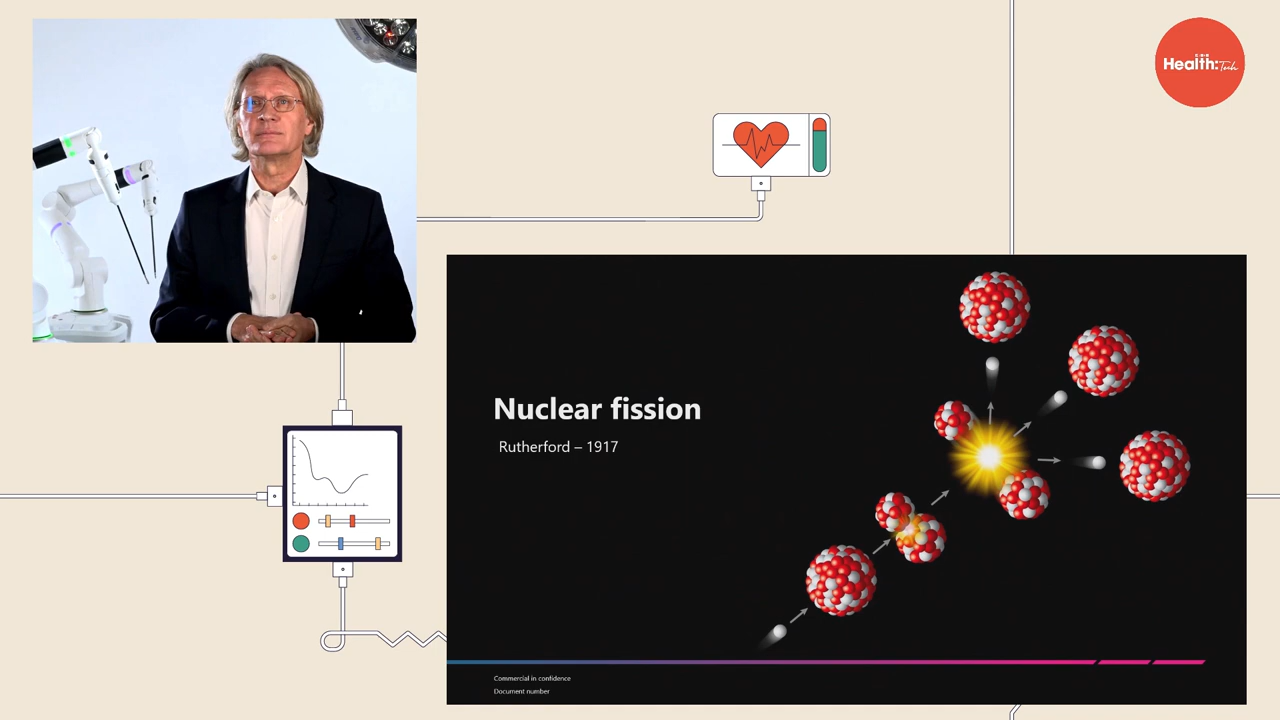 Health:Tech
Nuclear fission
Rutherford – 1917
Commercial in confidence
Document number